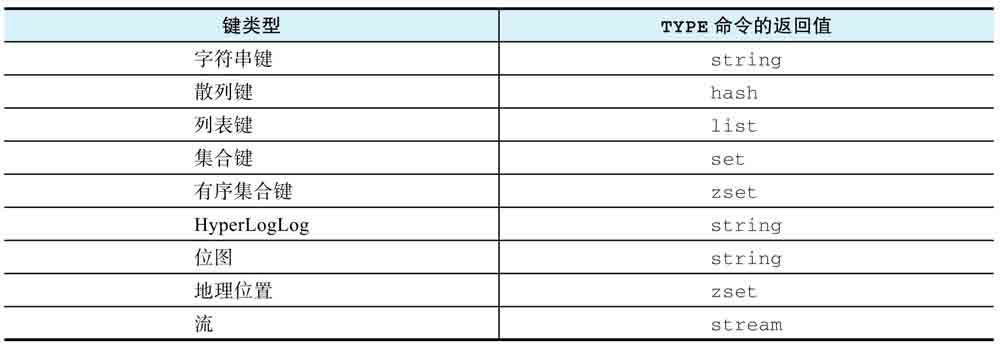 键类型 TYPE 命令的返回值
字符串键 string
散列键 hash
列表键 list
集合键 set
有序集合键 zset
HyperLogLog string
位图 string
地理位置 zset
流 stream